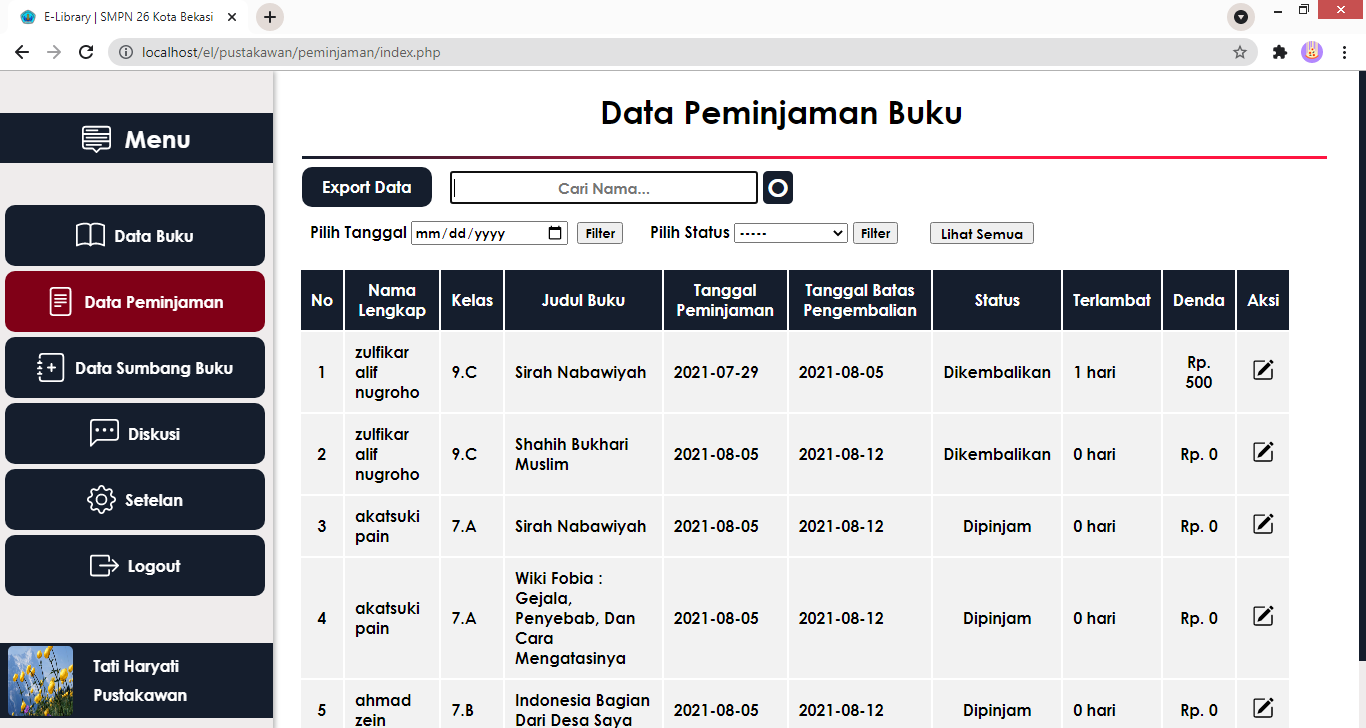 E-Library | SMPN 26 Kota Bekasi
localhost/el/pustakawan/peminjaman/index.php
Menu
Data Buku
Data Peminjaman
Data Sumbang Buku
Diskusi
Setelan
Logout
Tati Haryati
Pustakawan
Data Peminjaman Buku
Export Data
Cari Nama...
Pilih Tanggal mm/dd/yyyy Filter Pilih Status ----- Filter Lihat Semua
No Nama Lengkap Kelas Judul Buku Tanggal Peminjaman Tanggal Batas Pengembalian Status Terlambat Denda Aksi
1 zulfikar alif nugroho 9.C Sirah Nabawiyah 2021-07-29 2021-08-05 Dikembalikan 1 hari Rp. 500
2 zulfikar alif nugroho 9.C Shahih Bukhari Muslim 2021-08-05 2021-08-12 Dikembalikan 0 hari Rp. 0
3 akatsuki pain 7.A Sirah Nabawiyah 2021-08-05 2021-08-12 Dipinjam 0 hari Rp. 0
4 akatsuki pain 7.A Wiki Fobia : Gejala, Penyebab, Dan Cara Mengatasinya 2021-08-05 2021-08-12 Dipinjam 0 hari Rp. 0
5 ahmad zein 7.B Indonesia Bagian Dari Desa Saya 2021-08-05 2021-08-12 Dipinjam 0 hari Rp. 0